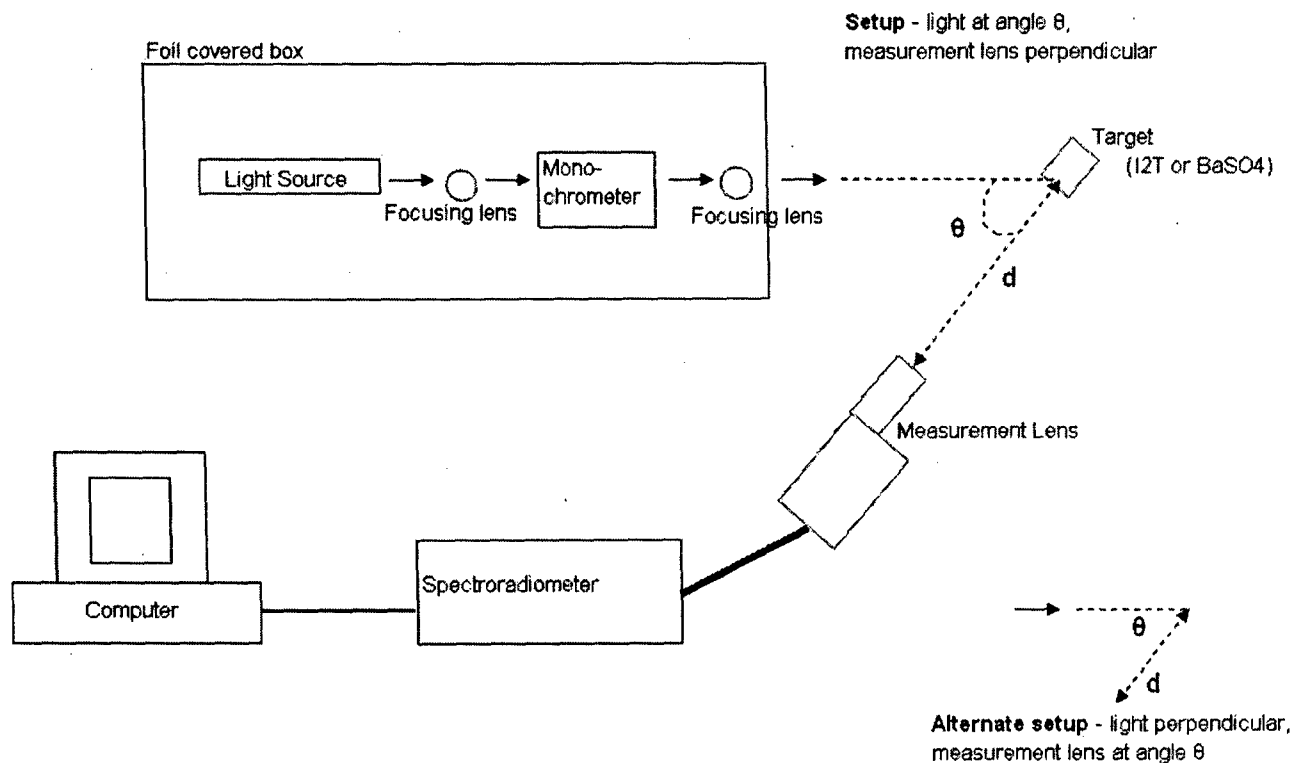 Setup - light at angle θ,
measurement lens perpendicular
Foil covered box
Target
(I2T or BaSO4)
Light Source
Mono-
chrometer
Focusing lens
Focusing lens
θ
d
Measurement Lens
Spectroradiometer
Computer
θ
d
Alternate setup - light perpendicular,
measurement lens at angle θ